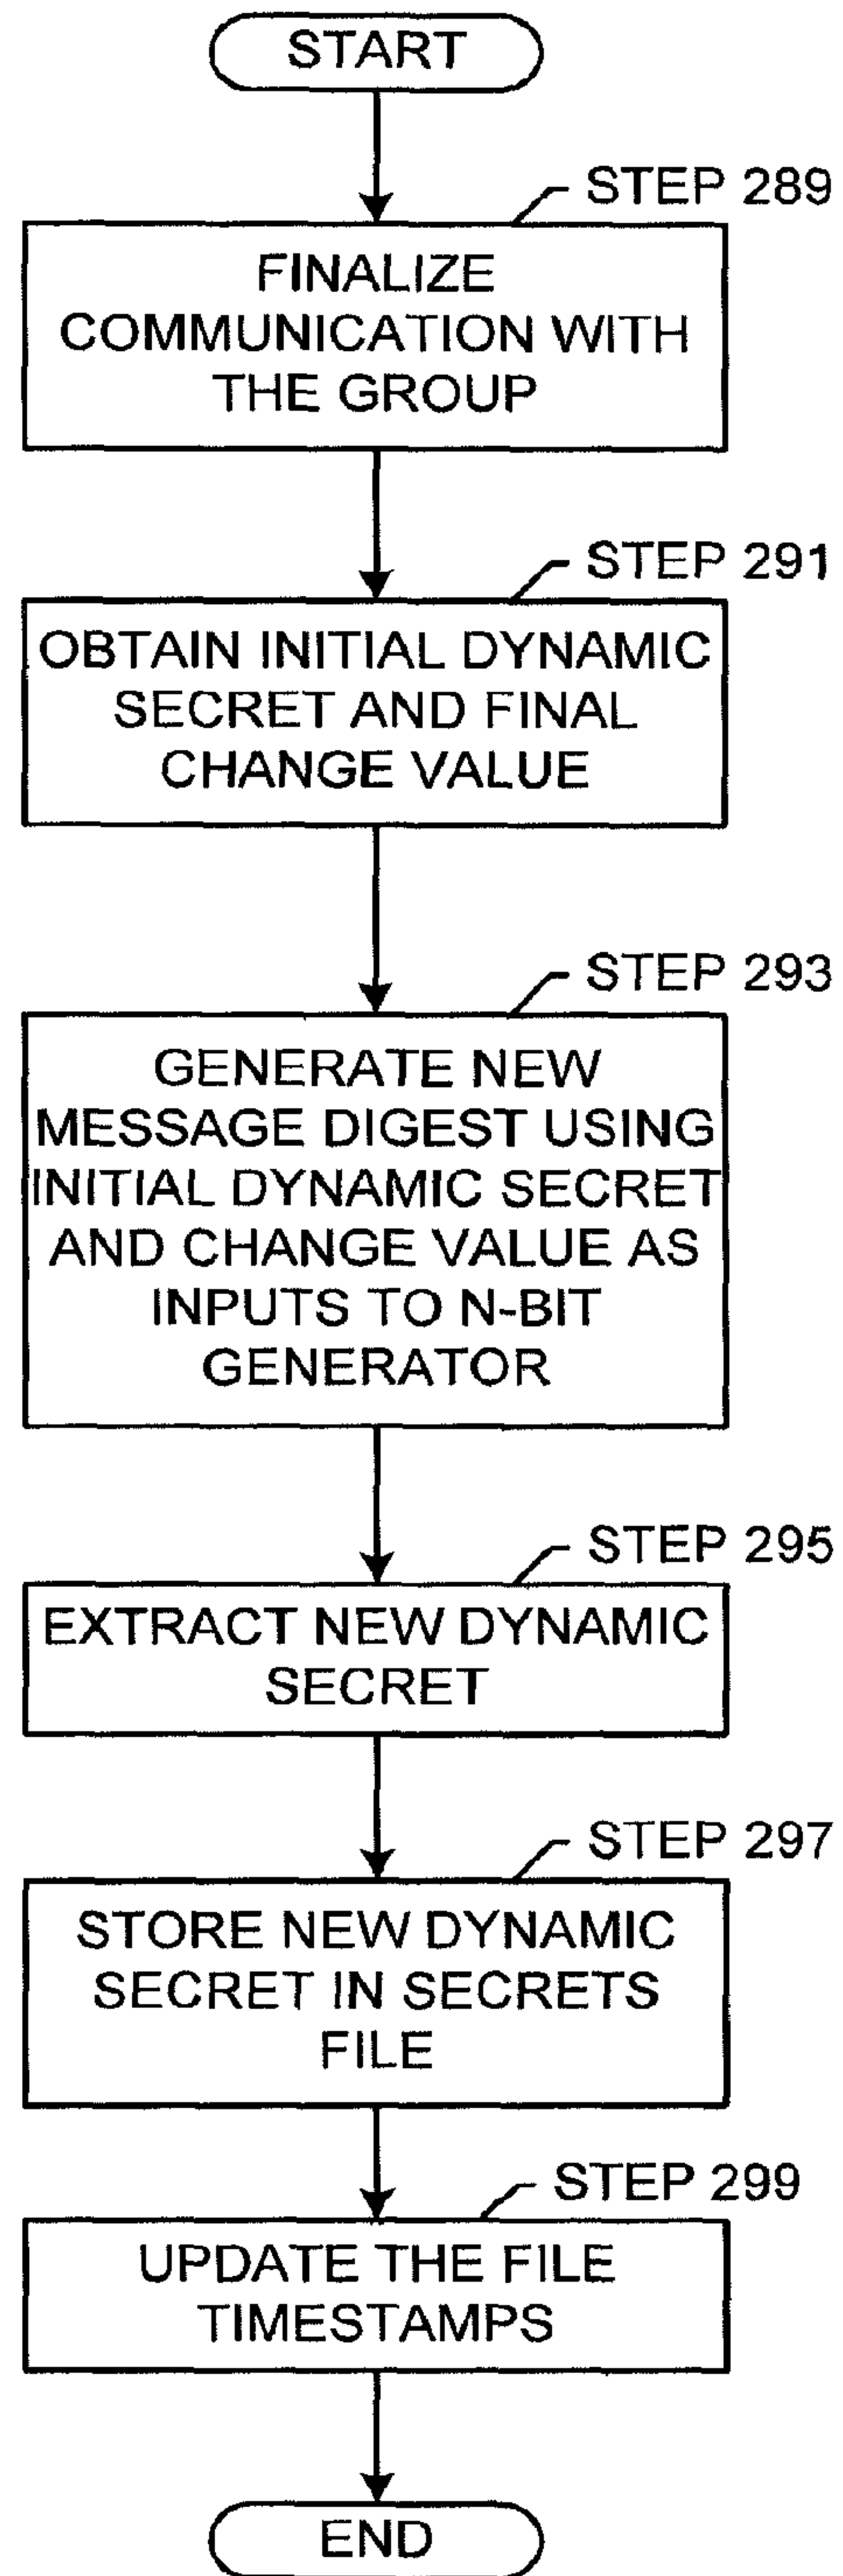 START
STEP 289
FINALIZE
COMMUNICATION WITH
THE GROUP
STEP 291
OBTAIN INITIAL DYNAMIC
SECRET AND FINAL
CHANGE VALUE
STEP 293
GENERATE NEW
MESSAGE DIGEST USING
INITIAL DYNAMIC SECRET
AND CHANGE VALUE AS
INPUTS TO N-BIT
GENERATOR
STEP 295
EXTRACT NEW DYNAMIC
SECRET
STEP 297
STORE NEW DYNAMIC
SECRET IN SECRETS
FILE
STEP 299
UPDATE THE FILE
TIMESTAMPS
END